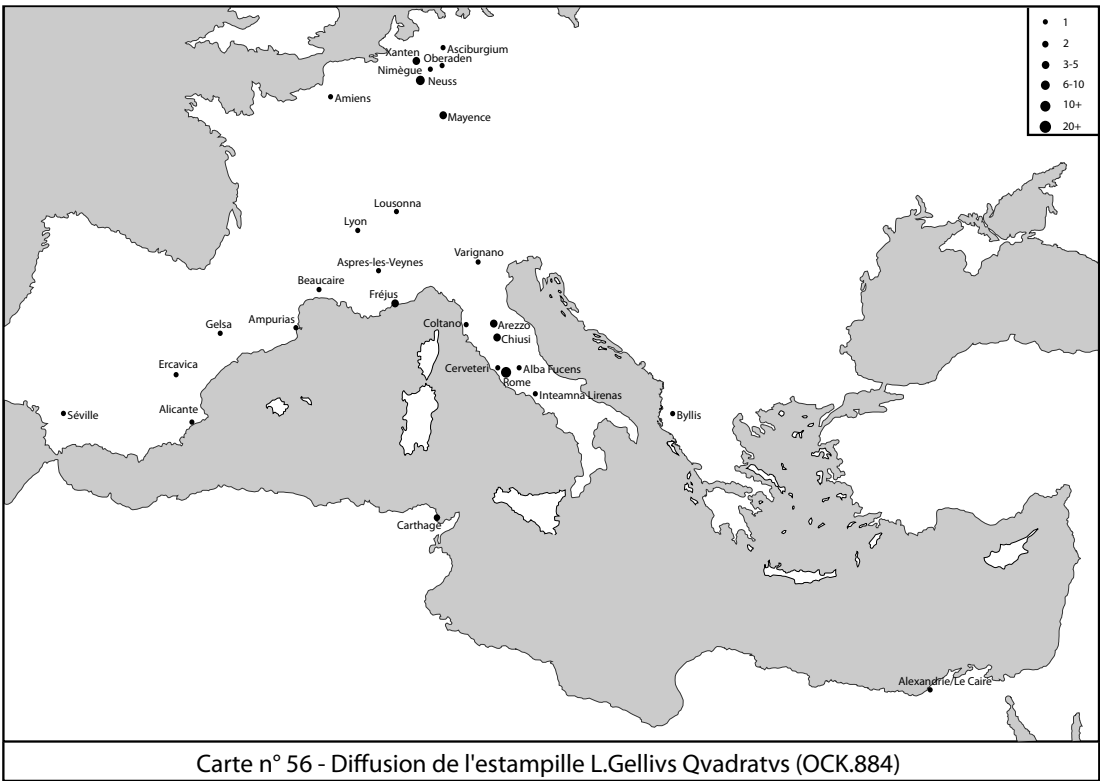 1
2
3-5
6-10
10+
20+
Asciburgium
Xanten
Oberaden
Nimègue
Neuss
Amiens
Mayence
Lousonna
Lyon
Varignano
Aspres-les-Veynes
Beaucaire
Fréjus
Ampurias
Gelsa
Coltano
Arezzo
Chiusi
Ercavica
Cerveteri
Alba Fucens
Rome
Inteamna Lirenas
Séville
Alicante
Byllis
Carthage
Alexandrie/Le Caire
Carte n° 56 - Diffusion de l'estampille L.Gellivs Qvadratvs (OCK.884)